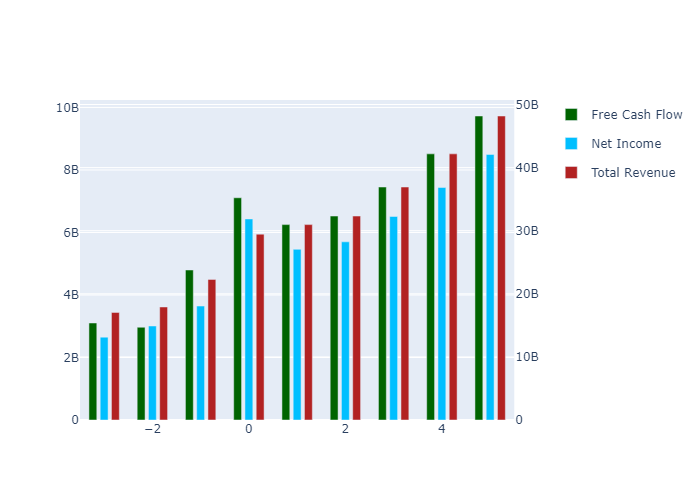 10B
8B
6B
4B
2B
0
50B
40B
30B
20B
10B
0
−2
0
2
4
Free Cash Flow
Net Income
Total Revenue